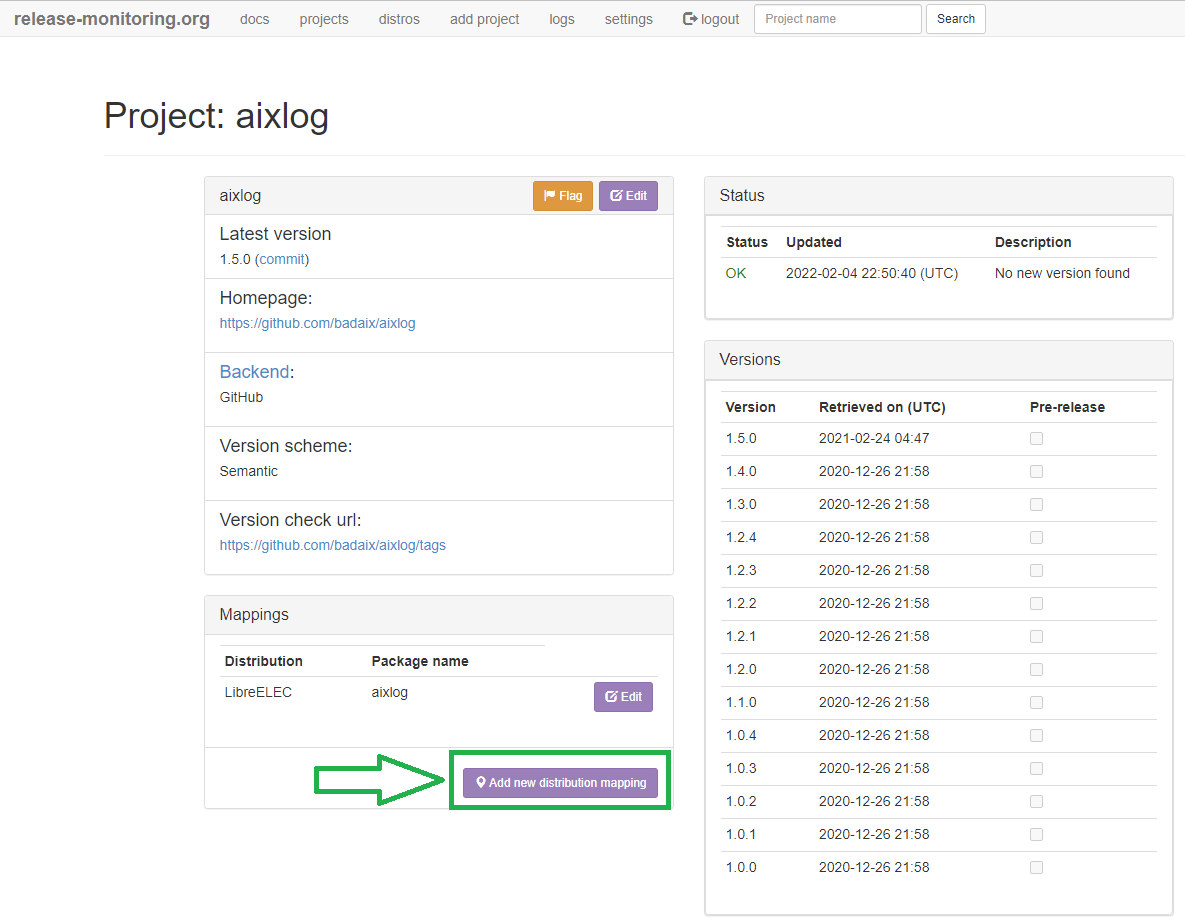 release-monitoring.org docs projects distros add project logs settings logout Project name Search
Project: aixlog
aixlog Flag Edit
Latest version
1.5.0 (commit)
Homepage:
https://github.com/badaix/aixlog
Backend:
GitHub
Version scheme:
Semantic
Version check url:
https://github.com/badaix/aixlog/tags
Mappings
Distribution Package name
LibreELEC aixlog Edit
Add new distribution mapping
Status
Status Updated Description
OK 2022-02-04 22:50:40 (UTC) No new version found
Versions
Version Retrieved on (UTC) Pre-release
1.5.0 2021-02-24 04:47
1.4.0 2020-12-26 21:58
1.3.0 2020-12-26 21:58
1.2.4 2020-12-26 21:58
1.2.3 2020-12-26 21:58
1.2.2 2020-12-26 21:58
1.2.1 2020-12-26 21:58
1.2.0 2020-12-26 21:58
1.1.0 2020-12-26 21:58
1.0.4 2020-12-26 21:58
1.0.3 2020-12-26 21:58
1.0.2 2020-12-26 21:58
1.0.1 2020-12-26 21:58
1.0.0 2020-12-26 21:58